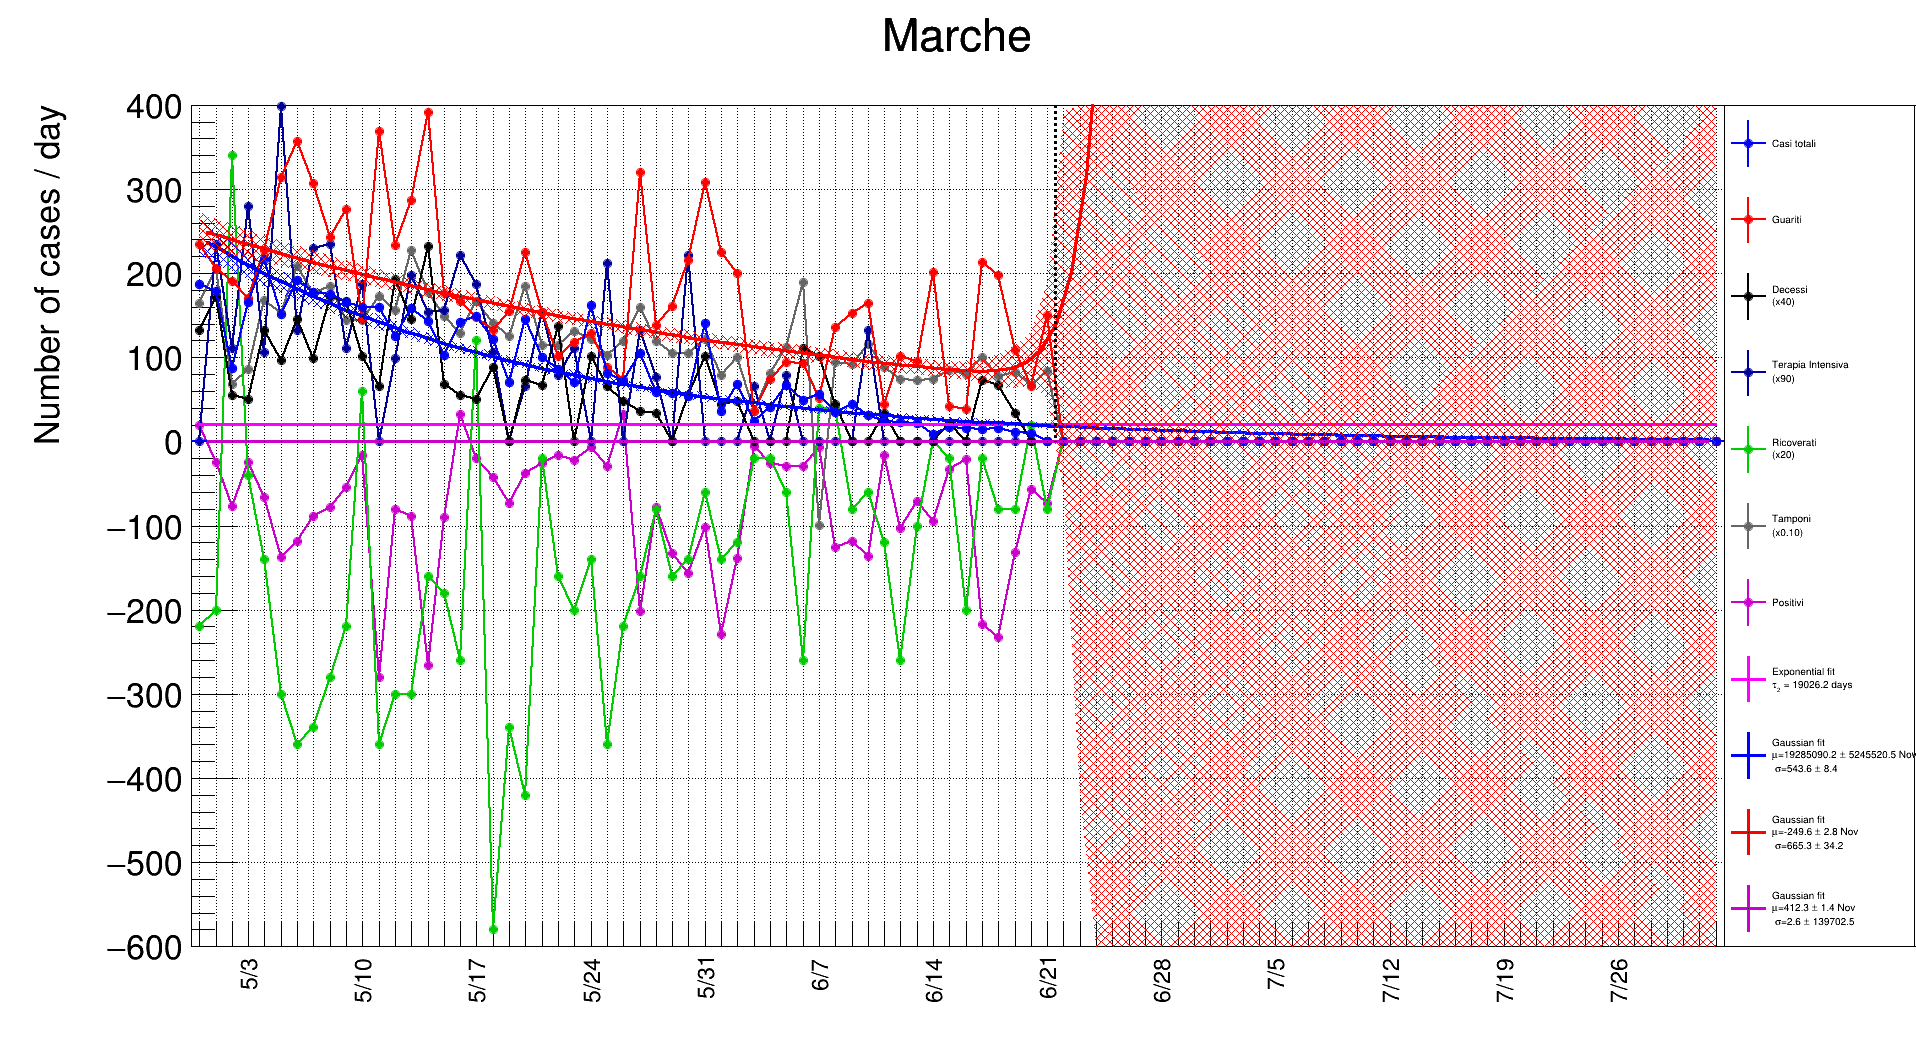 Marche
Number of cases / day
400
300
200
100
0
−100
−200
−300
−400
−500
−600
5/3
5/10
5/17
5/24
5/31
6/7
6/14
6/21
6/28
7/5
7/12
7/19
7/26
Casi totali
Guariti
Decessi
(x40)
Terapia Intensiva
(x90)
Ricoverati
(x20)
Tamponi
(x0.10)
Positivi
Exponential fit
τ2 = 19026.2 days
Gaussian fit
μ=19285090.2 ± 5245520.5 Nov
σ=543.6 ± 8.4
Gaussian fit
μ=-249.6 ± 2.8 Nov
σ=665.3 ± 34.2
Gaussian fit
μ=412.3 ± 1.4 Nov
σ=2.6 ± 139702.5